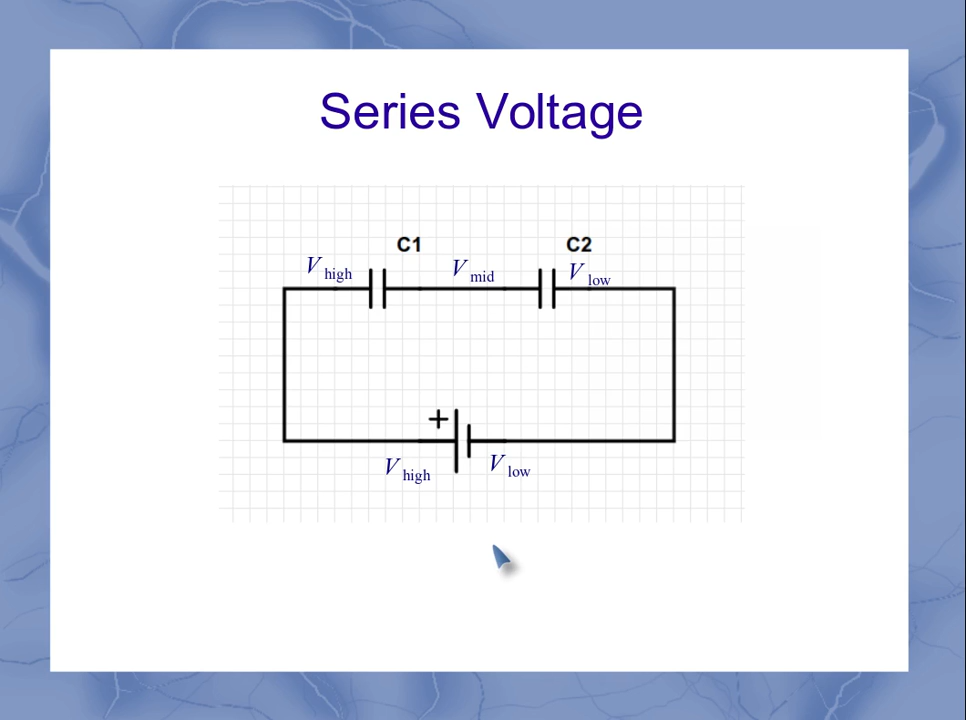 Series Voltage
C1 C2
V high V mid V low
+
V high V low